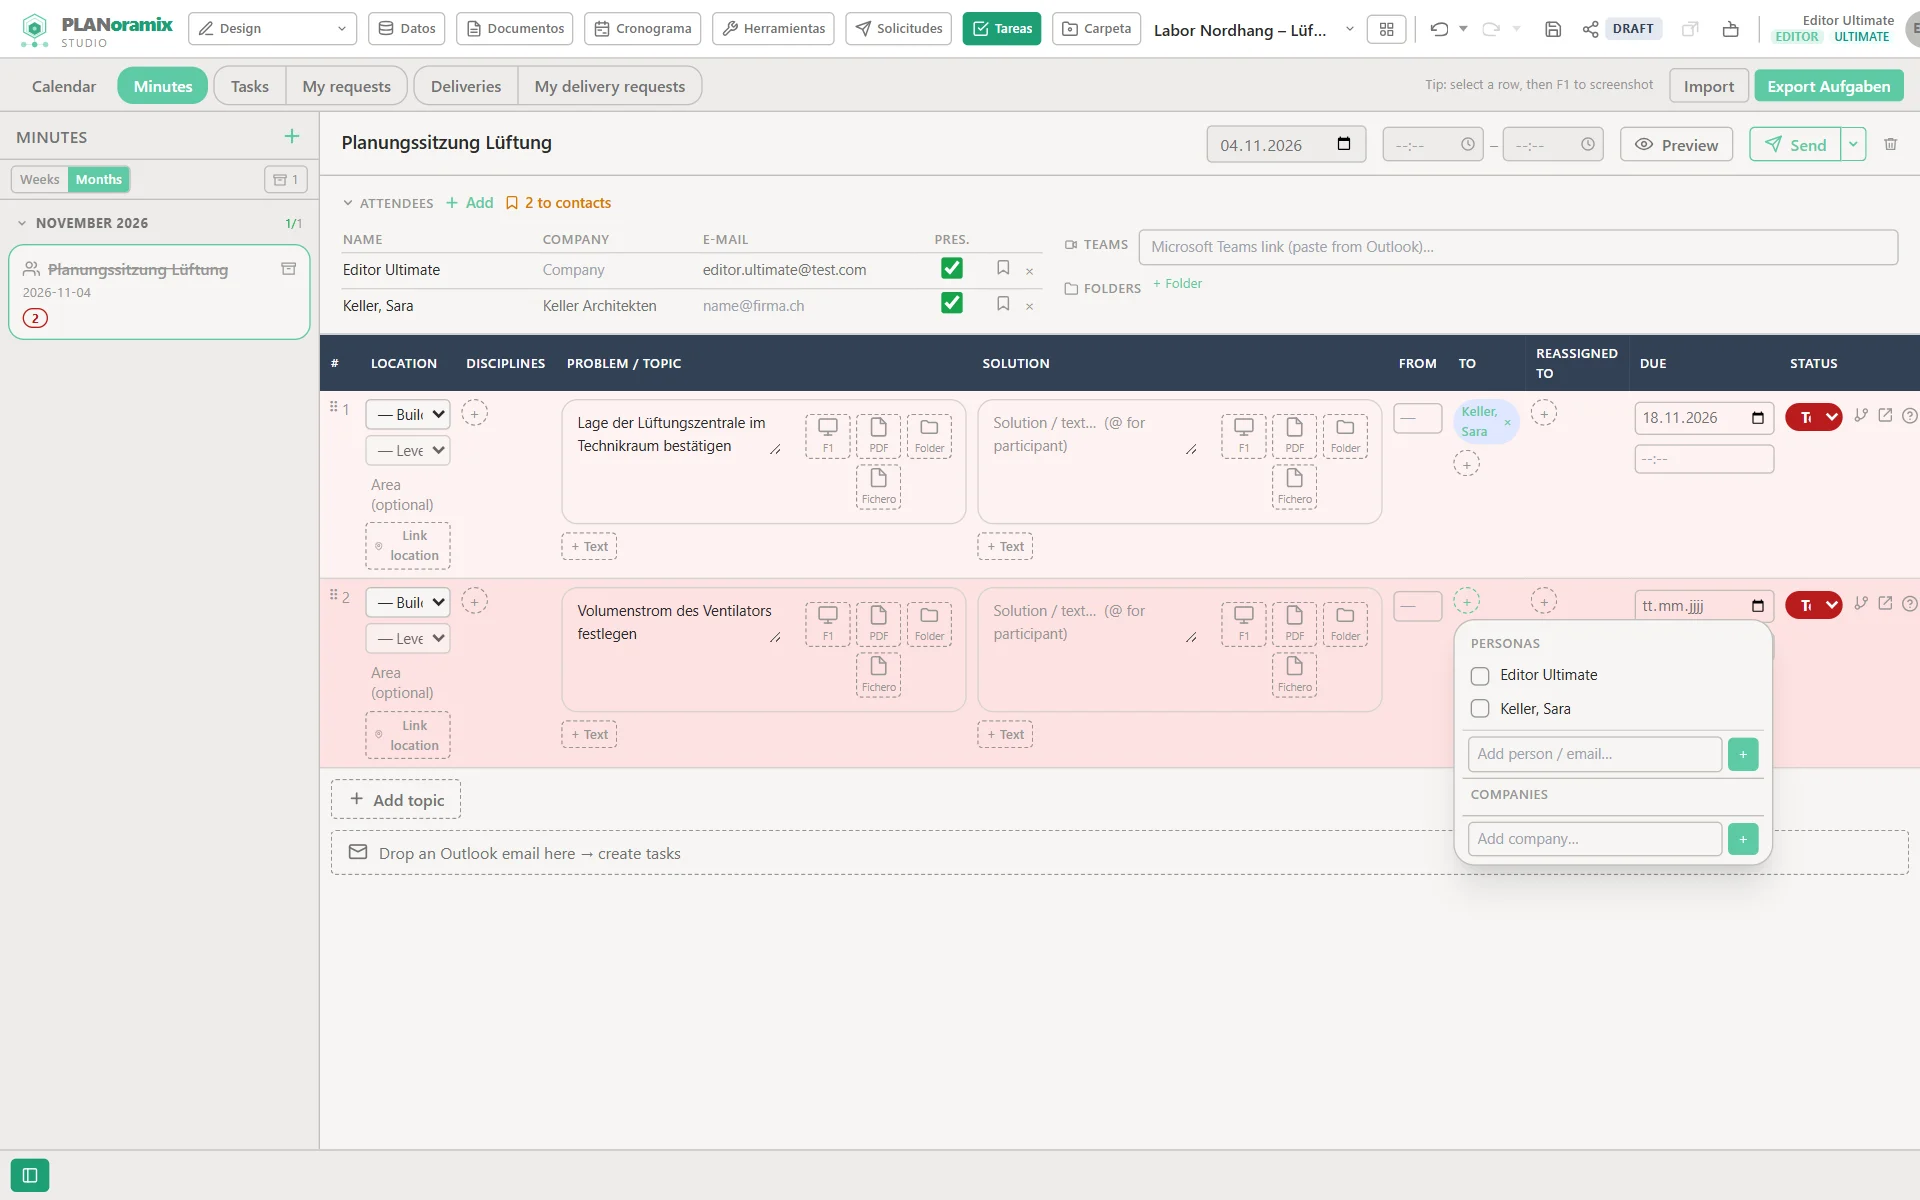 PLANoramix
STUDIO
Design
Datos
Documentos
Cronograma
Herramientas
Solicitudes
Tareas
Carpeta
Labor Nordhang – Lüf...
DRAFT
Editor Ultimate
EDITOR ULTIMATE
Calendar
Minutes
Tasks
My requests
Deliveries
My delivery requests
Tip: select a row, then F1 to screenshot
Import
Export Aufgaben
MINUTES
Weeks Months
1
NOVEMBER 2026 1/1
Planungssitzung Lüftung
2026-11-04
2
Planungssitzung Lüftung
04.11.2026
--:-- – --:--
Preview
Send
ATTENDEES + Add 2 to contacts
NAME COMPANY E-MAIL PRES.
Editor Ultimate Company editor.ultimate@test.com
Keller, Sara Keller Architekten name@firma.ch
TEAMS Microsoft Teams link (paste from Outlook)...
FOLDERS + Folder
# LOCATION DISCIPLINES PROBLEM / TOPIC SOLUTION FROM TO REASSIGNED TO DUE STATUS
1
— Buil
— Leve
Area
(optional)
Link
location
+
Lage der Lüftungszentrale im
Technikraum bestätigen
F1 PDF Folder
Fichero
+ Text
Solution / text... (@ for
participant)
F1 PDF Folder
Fichero
+ Text
—
Keller,
Sara ×
+
+
18.11.2026
--:--
2
— Buil
— Leve
Area
(optional)
Link
location
+
Volumenstrom des Ventilators
festlegen
F1 PDF Folder
Fichero
+ Text
Solution / text... (@ for
participant)
F1 PDF Folder
Fichero
+ Text
—
+
+
tt.mm.jjjj
PERSONAS
Editor Ultimate
Keller, Sara
Add person / email... +
COMPANIES
Add company... +
+ Add topic
Drop an Outlook email here → create tasks